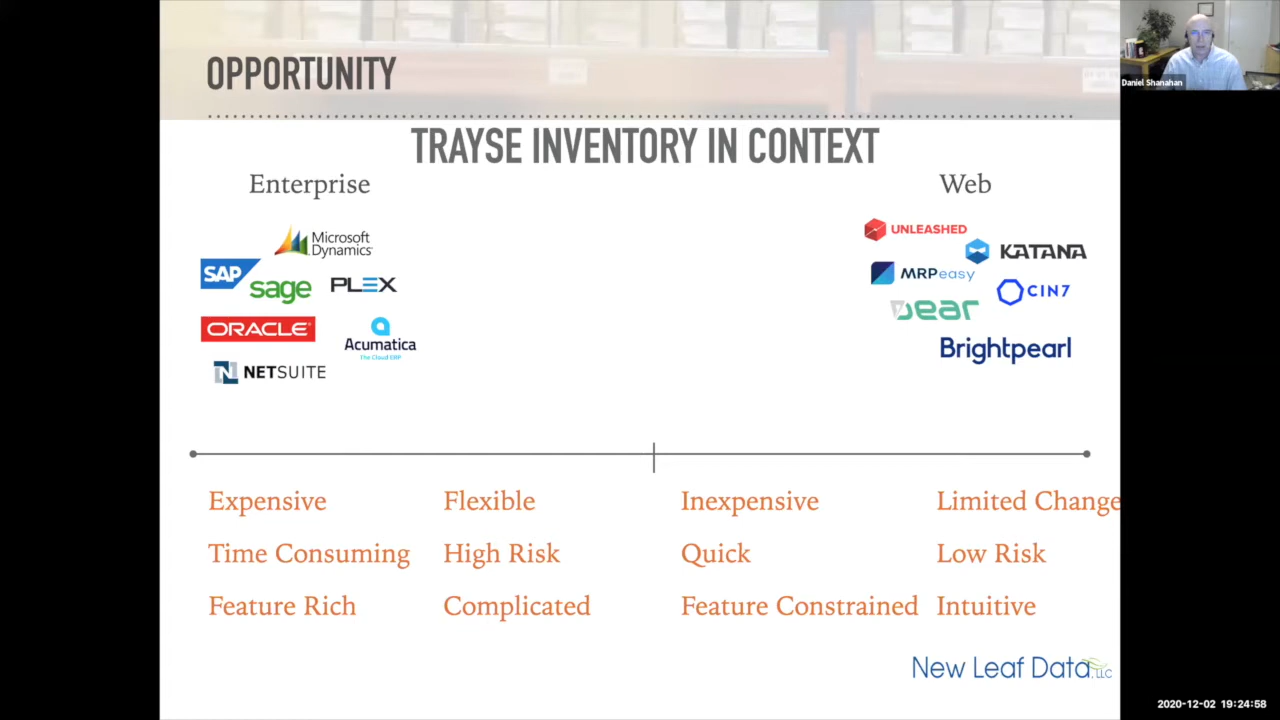 OPPORTUNITY
Daniel Shanahan
TRAYSE INVENTORY IN CONTEXT
Enterprise
Web
Microsoft
Dynamics
SAP
sage
PLEX
ORACLE
Acumatica
The Cloud ERP
NETSUITE
UNLEASHED
KATANA
MRPeasy
CIN7
Dear
Brightpearl
Expensive Flexible Inexpensive Limited Change
Time Consuming High Risk Quick Low Risk
Feature Rich Complicated Feature Constrained Intuitive
New Leaf Data, LLC
2020-12-02 19:24:58